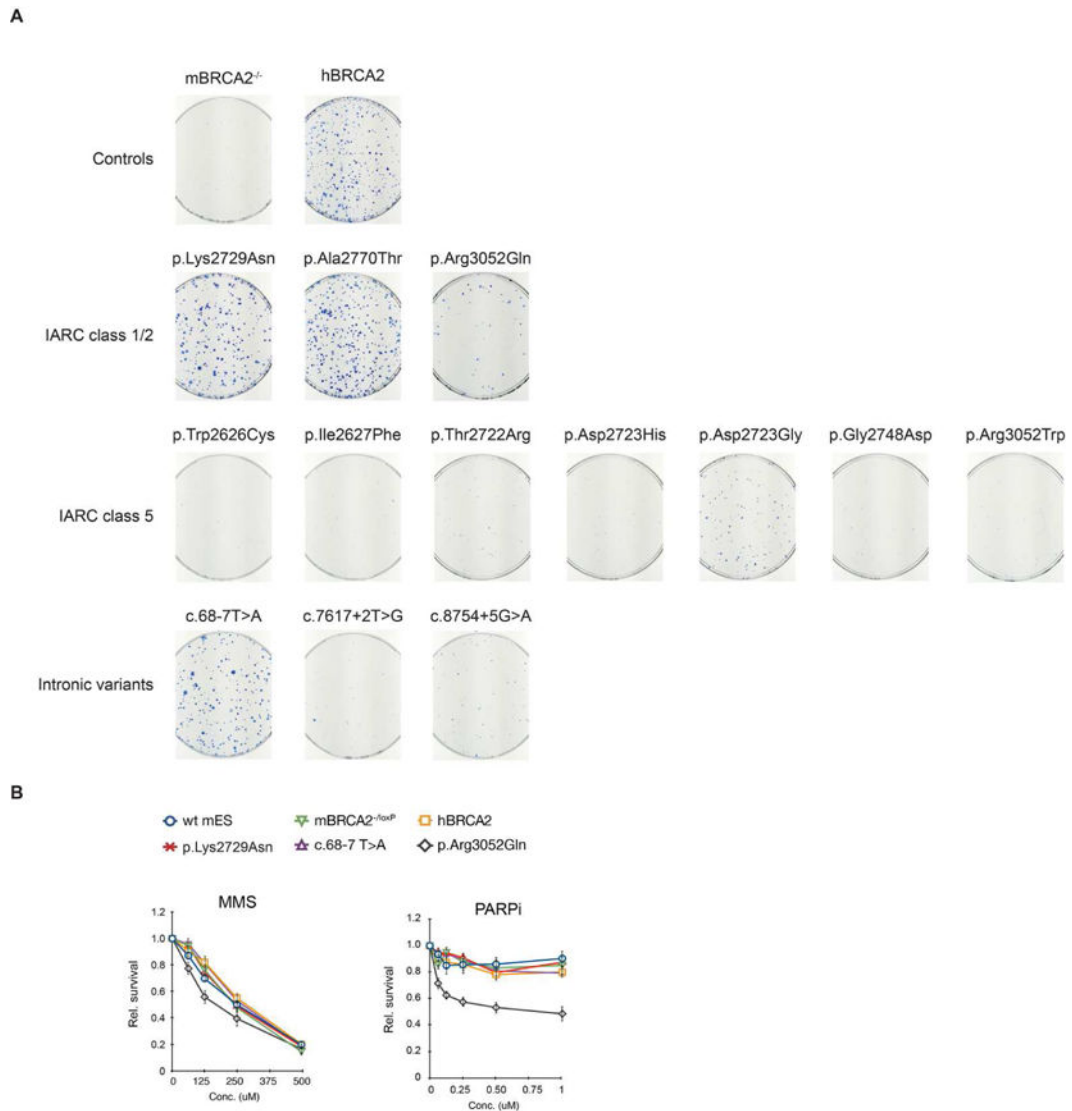 A
mBRCA2-/- hBRCA2
Controls
p.Lys2729Asn p.Ala2770Thr p.Arg3052Gln
IARC class 1/2
p.Trp2626Cys p.Ile2627Phe p.Thr2722Arg p.Asp2723His p.Asp2723Gly p.Gly2748Asp p.Arg3052Trp
IARC class 5
c.68-7T>A c.7617+2T>G c.8754+5G>A
Intronic variants
B
wt mES mBRCA2-/loxP hBRCA2
p.Lys2729Asn c.68-7 T>A p.Arg3052Gln
MMS PARPi
1.2
1.0
0.8
0.6
0.4
0.2
0
Rel. survival
0 125 250 375 500
Conc. (uM)
1.2
1.0
0.8
0.6
0.4
0.2
0
Rel. survival
0 0.25 0.50 0.75 1
Conc. (uM)